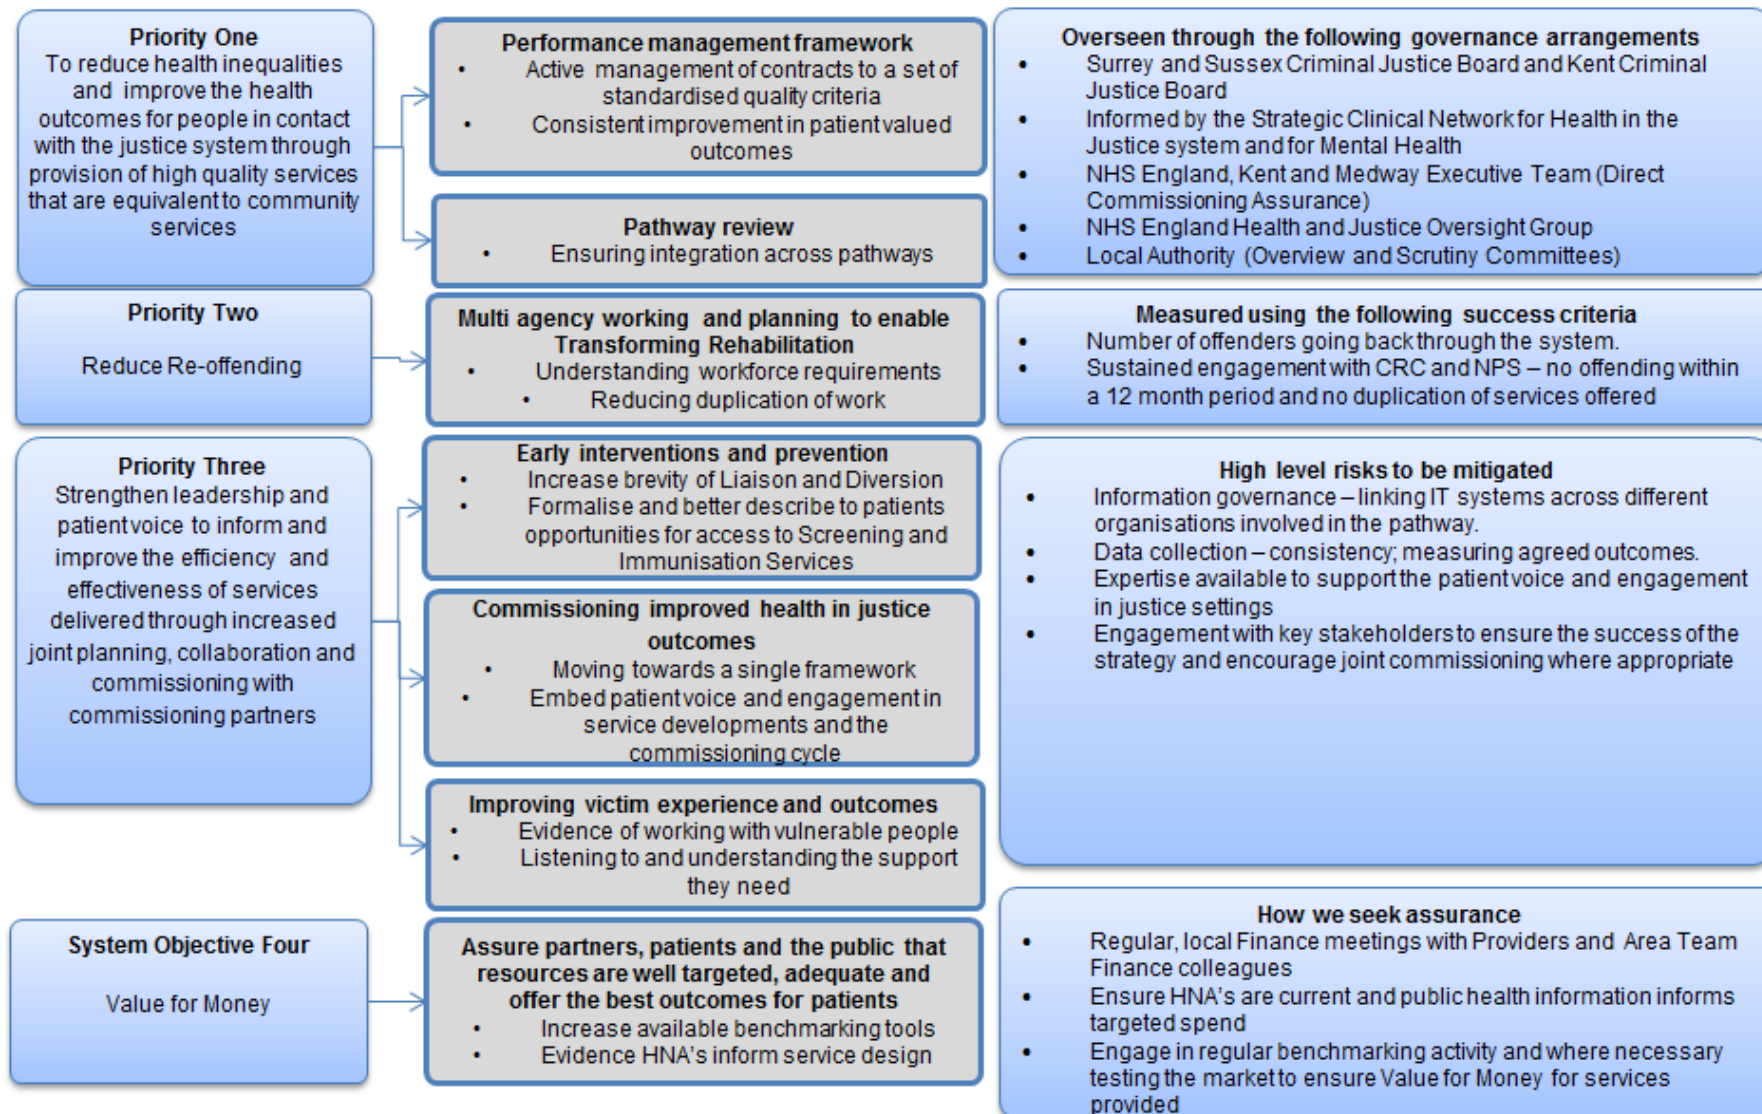 Priority One
To reduce health inequalities
and improve the health
outcomes for people in contact
with the justice system through
provision of high quality services
that are equivalent to community
services
Performance management framework
• Active management of contracts to a set of
standardised quality criteria
• Consistent improvement in patient valued
outcomes
Pathway review
• Ensuring integration across pathways
Overseen through the following governance arrangements
• Surrey and Sussex Criminal Justice Board and Kent Criminal
Justice Board
• Informed by the Strategic Clinical Network for Health in the
Justice system and for Mental Health
• NHS England, Kent and Medway Executive Team (Direct
Commissioning Assurance)
• NHS England Health and Justice Oversight Group
• Local Authority (Overview and Scrutiny Committees)
Priority Two
Reduce Re-offending
Multi agency working and planning to enable
Transforming Rehabilitation
• Understanding workforce requirements
• Reducing duplication of work
Measured using the following success criteria
• Number of offenders going back through the system.
• Sustained engagement with CRC and NPS – no offending within
a 12 month period and no duplication of services offered
Priority Three
Strengthen leadership and
patient voice to inform and
improve the efficiency and
effectiveness of services
delivered through increased
joint planning, collaboration and
commissioning with
commissioning partners
Early interventions and prevention
• Increase brevity of Liaison and Diversion
• Formalise and better describe to patients
opportunities for access to Screening and
Immunisation Services
Commissioning improved health in justice
outcomes
• Moving towards a single framework
• Embed patient voice and engagement in
service developments and the
commissioning cycle
Improving victim experience and outcomes
• Evidence of working with vulnerable people
• Listening to and understanding the support
they need
High level risks to be mitigated
• Information governance – linking IT systems across different
organisations involved in the pathway.
• Data collection – consistency; measuring agreed outcomes.
• Expertise available to support the patient voice and engagement
in justice settings
• Engagement with key stakeholders to ensure the success of the
strategy and encourage joint commissioning where appropriate
System Objective Four
Value for Money
Assure partners, patients and the public that
resources are well targeted, adequate and
offer the best outcomes for patients
• Increase available benchmarking tools
• Evidence HNA's inform service design
How we seek assurance
• Regular, local Finance meetings with Providers and Area Team
Finance colleagues
• Ensure HNA's are current and public health information informs
targeted spend
• Engage in regular benchmarking activity and where necessary
testing the market to ensure Value for Money for services
provided